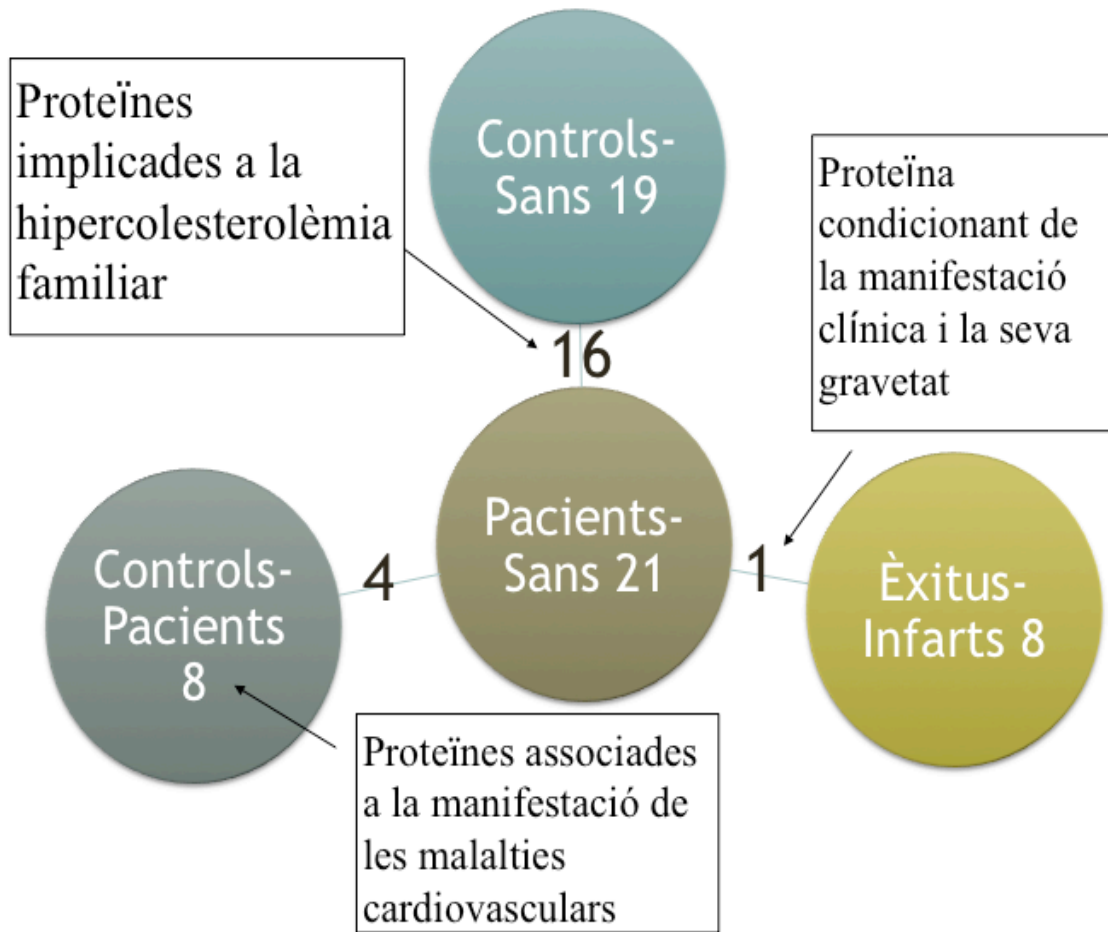 Proteïnes
implicades a la
hipercolesterolèmia
familiar
Controls-
Sans 19
Proteïna
condicionant de
la manifestació
clínica i la seva
gravetat
16
Pacients-
Sans 21
Controls-
Pacients
8
4
1
Èxitus-
Infarts 8
Proteïnes associades
a la manifestació de
les malalties
cardiovasculars